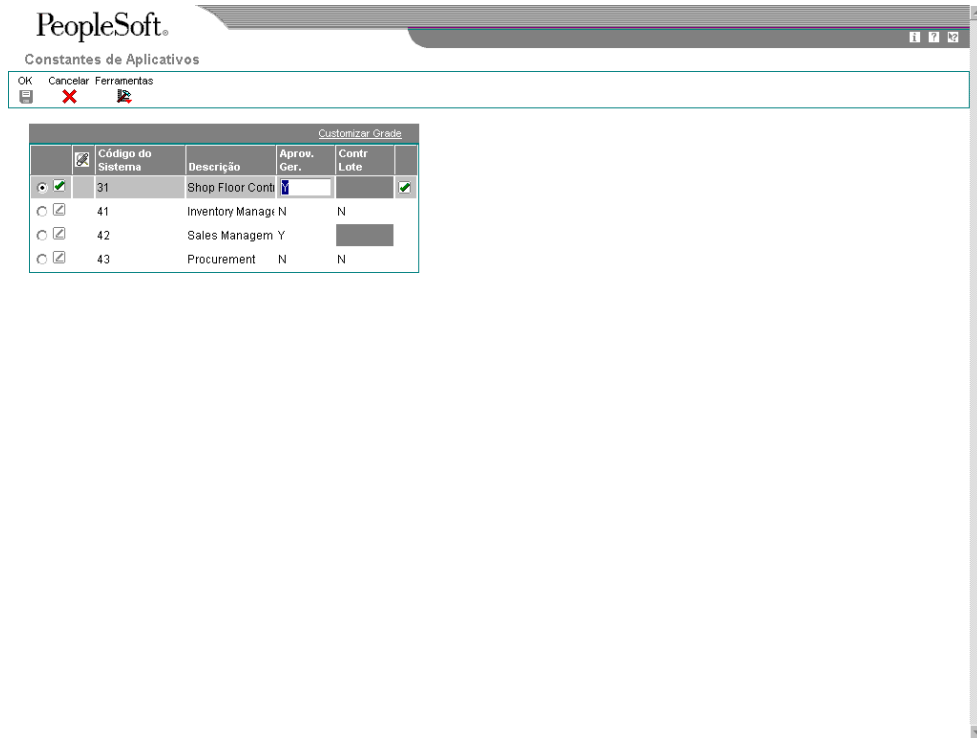 PeopleSoft®
Constantes de Aplicativos
OK Cancelar Ferramentas
Customizar Grade
Código do Sistema Descrição Aprov. Ger. Contr Lote
31 Shop Floor Contr Y
41 Inventory Manage N N
42 Sales Managem Y
43 Procurement N N